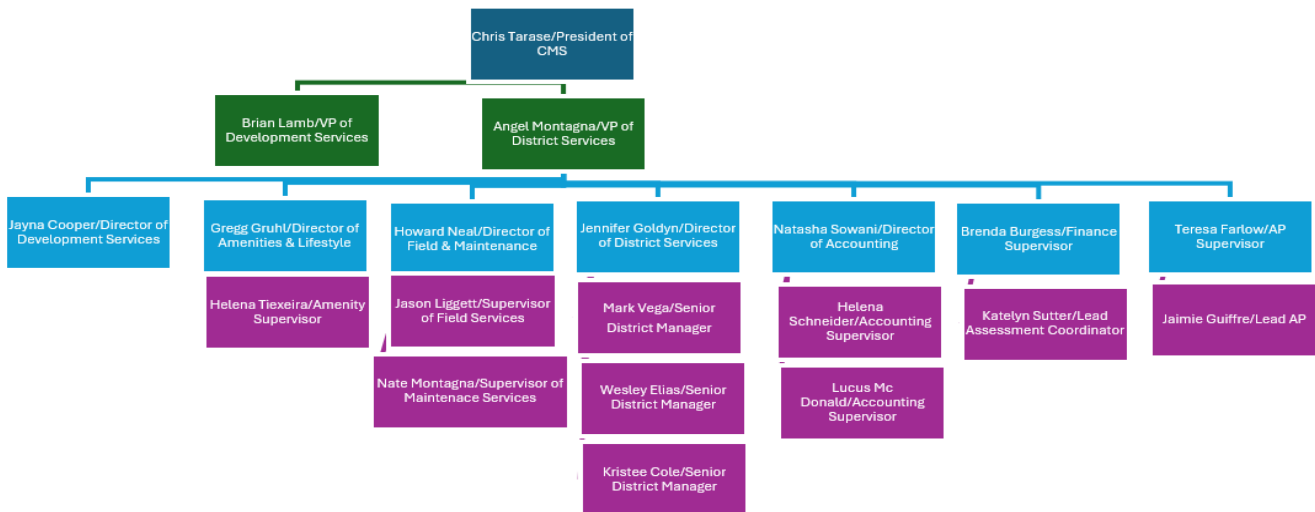 Chris Tarase/President of
CMS
Brian Lamb/VP of
Development Services
Angel Montagna/VP of
District Services
Jayna Cooper/Director of
Development Services
Gregg Gruhl/Director of
Amenities & Lifestyle
Howard Neal/Director of
Field & Maintenance
Jennifer Goldyn/Director
of District Services
Natasha Sowani/Director
of Accounting
Brenda Burgess/Finance
Supervisor
Teresa Farlow/AP
Supervisor
Helena Tiexeira/Amenity
Supervisor
Jason Liggett/Supervisor
of Field Services
Mark Vega/Senior
District Manager
Helena
Schneider/Accounting
Supervisor
Katelyn Sutter/Lead
Assessment Coordinator
Jaimie Guiffre/Lead AP
Nate Montagna/Supervisor of
Maintenace Services
Wesley Elias/Senior
District Manager
Lucus Mc
Donald/Accounting
Supervisor
Kristee Cole/Senior
District Manager